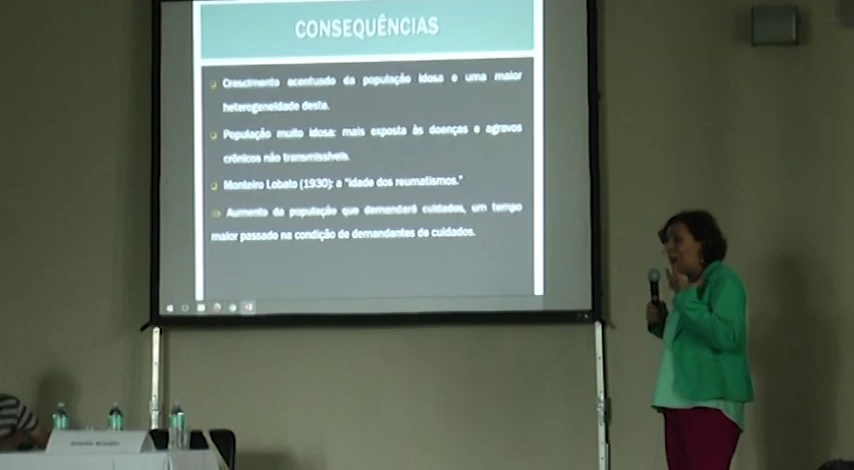 CONSEQUÊNCIAS
Crescimento acentuado da população idosa e uma maior
heterogeneidade desta.
População muito idosa: mais exposta às doenças e agravos
crônicos não transmissíveis.
Monteiro Lobato (1930): a "idade dos reumatismos."
Aumento da população que demandará cuidados, um tempo
maior passado na condição de demandantes de cuidados.